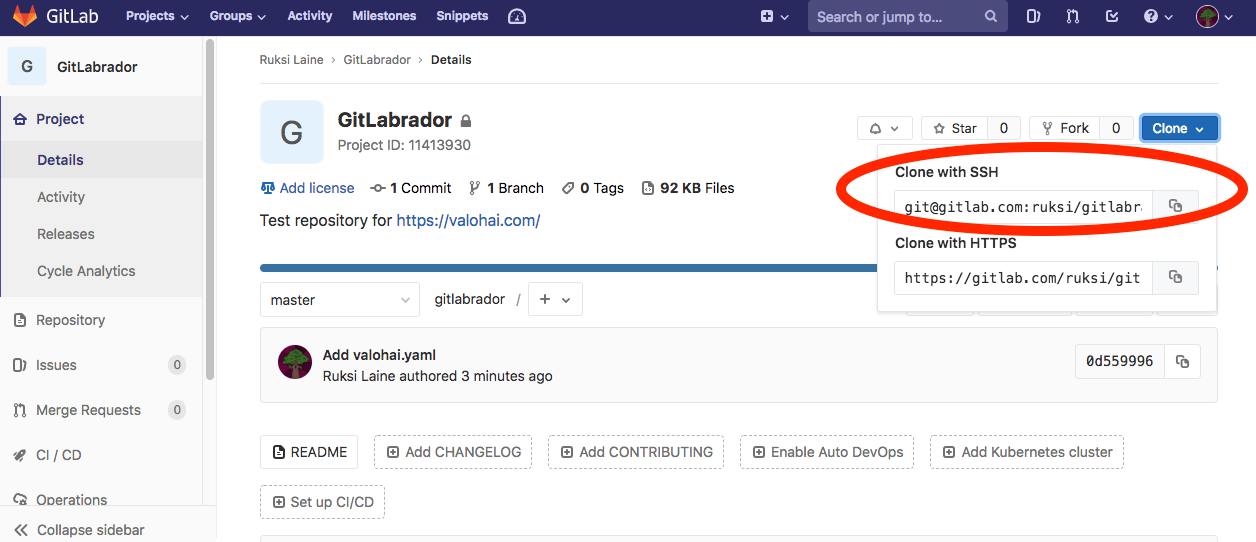 GitLab Projects Groups Activity Milestones Snippets Search or jump to...
G GitLabrador
Project
Details
Activity
Releases
Cycle Analytics
Repository
Issues 0
Merge Requests 0
CI / CD
Operations
Collapse sidebar
Ruksi Laine > GitLabrador > Details
G
GitLabrador
Project ID: 11413930
Star 0 Fork 0 Clone
Add license 1 Commit 1 Branch 0 Tags 92 KB Files
Test repository for https://valohai.com/
Clone with SSH
git@gitlab.com:ruksi/gitlabr
Clone with HTTPS
https://gitlab.com/ruksi/git
master gitlabrador / +
Add valohai.yaml
Ruksi Laine authored 3 minutes ago
0d559996
README Add CHANGELOG Add CONTRIBUTING Enable Auto DevOps Add Kubernetes cluster
Set up CI/CD